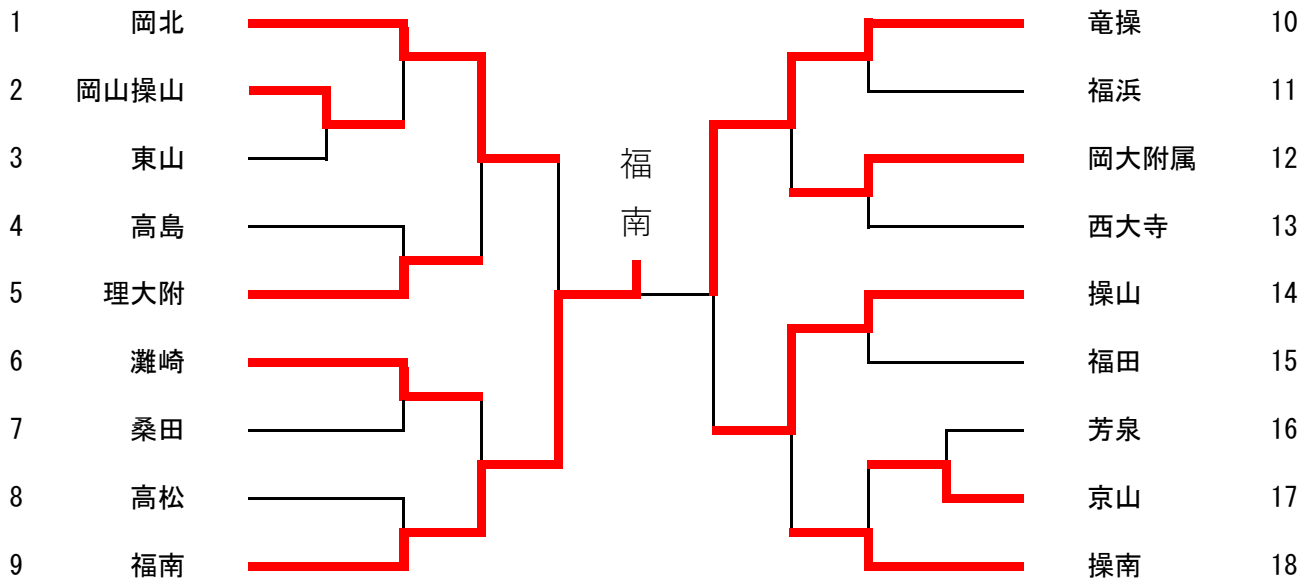 1 岡北
2 岡山操山
3 東山
4 高島
5 理大附
6 灘崎
7 桑田
8 高松
9 福南
福南
竜操 10
福浜 11
岡大附属 12
西大寺 13
操山 14
福田 15
芳泉 16
京山 17
操南 18